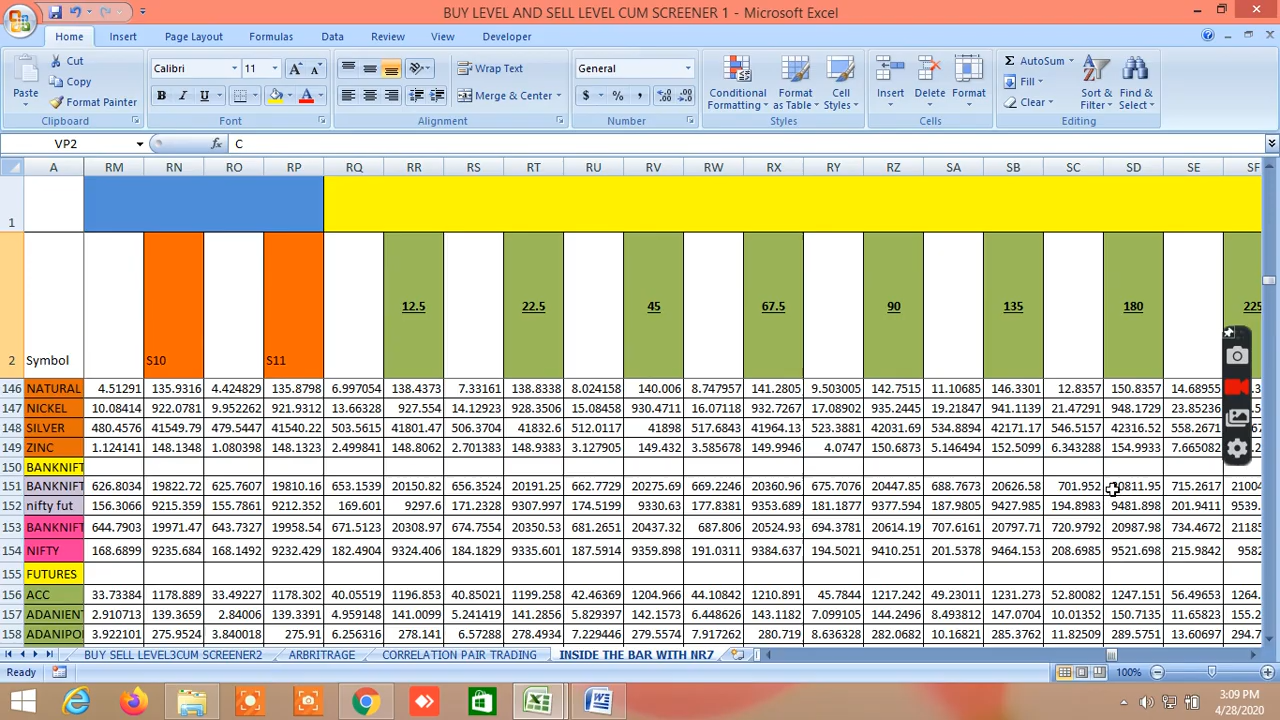 BUY LEVEL AND SELL LEVEL CUM SCREENER 1 - Microsoft Excel
Home Insert Page Layout Formulas Data Review View Developer
Paste Cut Copy Format Painter Clipboard
Calibri 11 B I U Font
Wrap Text Merge & Center Alignment
General $ % , Number
Conditional Formatting Format as Table Cell Styles Styles
Insert Delete Format Cells
AutoSum Fill Clear Sort & Filter Find & Select Editing
VP2 fx C
A RM RN RO RP RQ RR RS RT RU RV RW RX RY RZ SA SB SC SD SE SF
1
2 Symbol S10 S11 12.5 22.5 45 67.5 90 135 180 225
146 NATURAL 4.51291 135.9316 4.424829 135.8798 6.997054 138.4373 7.33161 138.8338 8.024158 140.006 8.747957 141.2805 9.503005 142.7515 11.10685 146.3301 12.8357 150.8357 14.68955
147 NICKEL 10.08414 922.0781 9.952262 921.9312 13.66328 927.554 14.12923 928.3506 15.08458 930.4711 16.07118 932.7267 17.08902 935.2445 19.21847 941.1139 21.47291 948.1729 23.85236
148 SILVER 480.4576 41549.79 479.5447 41540.22 503.5615 41801.47 506.3704 41832.6 512.0117 41898 517.6843 41964.13 523.3881 42031.69 534.8894 42171.17 546.5157 42316.52 558.2671
149 ZINC 1.124141 148.1338 1.080398 148.1323 2.499331 148.8062 2.701383 148.9383 3.127905 149.432 3.585678 149.9946 4.0747 150.6873 5.146494 152.5099 6.343288 154.9933 7.665082
150 BANKNIFT
151 BANKNIFT 626.8034 19822.72 625.7607 19810.16 653.1539 20150.82 656.3524 20191.25 662.7729 20275.69 669.2246 20360.96 675.7076 20447.85 688.7673 20626.58 701.952 20811.95 715.2617 21004
152 nifty fut 156.3066 9215.359 155.7861 9212.007 169.601 9297.6 171.2328 9307.997 174.5199 9330.63 177.8381 9353.689 181.1877 9377.594 187.9805 9427.985 194.8983 9481.898 201.9411 9539.
153 BANKNIFT 644.7903 19971.47 643.7327 19958.54 671.5123 20308.97 674.7554 20350.53 681.2651 20437.32 687.806 20524.93 694.3781 20614.19 707.6161 20797.71 720.9792 20987.98 734.4672 21185
154 NIFTY 168.6899 9235.684 168.1492 9232.429 182.4904 9324.406 184.1829 9335.601 187.5914 9359.898 191.0311 9384.637 194.5021 9410.251 201.5378 9464.153 208.6985 9521.698 215.9842 9582
155 FUTURES
156 ACC 33.73384 1178.889 33.49227 1178.302 40.05519 1196.853 40.85021 1199.258 42.46369 1204.966 44.10842 1210.891 45.7844 1217.242 49.23011 1231.273 52.80082 1247.151 56.49653 1264.
157 ADANIENT 2.910713 139.3659 2.84006 139.3391 4.959148 141.0099 5.241419 141.2856 5.829397 142.1573 6.448626 143.1182 7.099105 144.2496 8.493812 147.0704 10.01352 150.7135 11.65823 155.2
158 ADANIPO 3.922101 275.9524 3.840018 275.91 6.256316 278.141 6.57288 278.4934 7.229446 279.5574 7.917262 280.719 8.636328 282.0682 10.16821 285.3762 11.82509 289.5751 13.60697 294.7
BUY SELL LEVEL3CUM SCREENER2 ARBITRAGE CORRELATION PAIR TRADING INSIDE THE BAR WITH NR7
Ready 100%
3:09 PM
4/28/2020